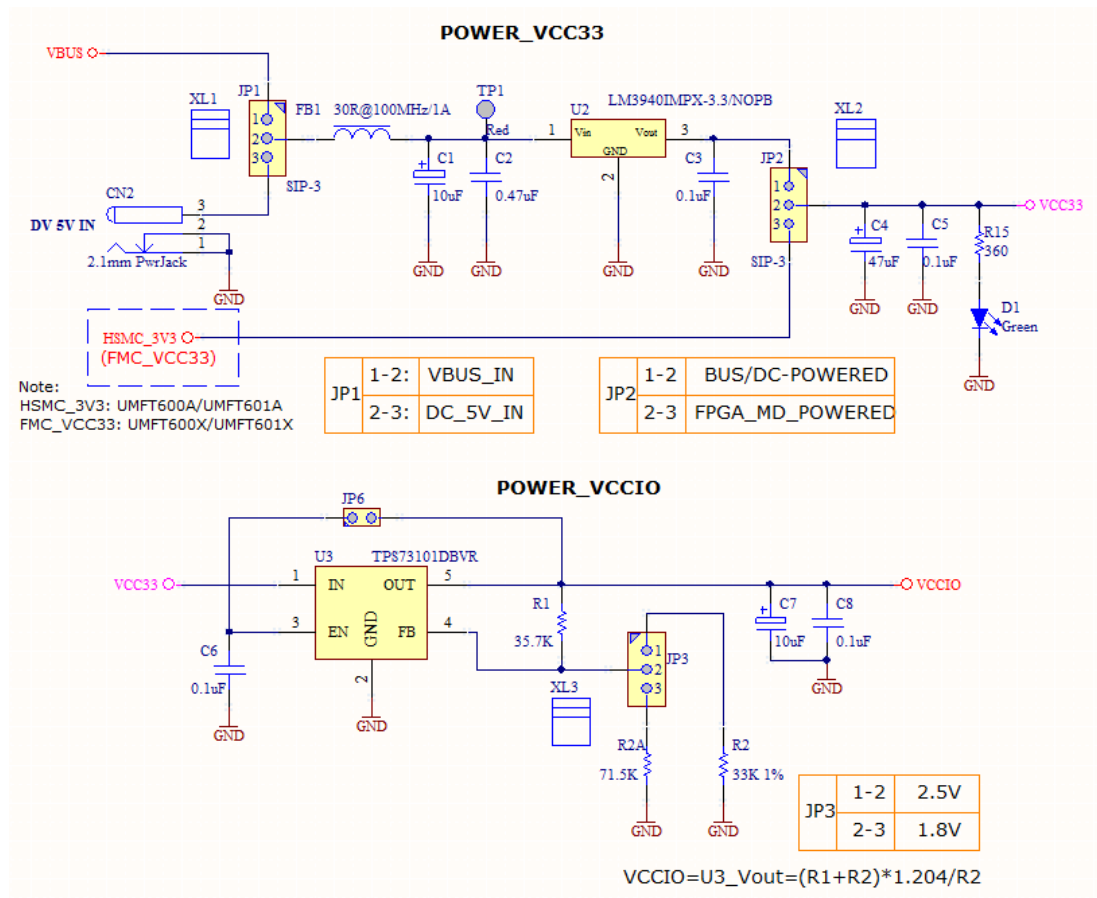 POWER_VCC33
VBUS
XL1
JP1
FB1
30R@100MHz/1A
TP1
Red
U2
LM3940IMPX-3.3/NOPB
XL2
1
2
3
SIP-3
C1
10uF
C2
0.47uF
1
Vin
Vout
GND
3
2
C3
0.1uF
JP2
1
2
3
SIP-3
VCC33
C4
47uF
C5
0.1uF
R15
360
D1
Green
CN2
DV 5V IN
3
2
1
2.1mm PwrJack
GND
GND
GND
GND
GND
GND
GND
GND
HSMC_3V3
(FMC_VCC33)
Note:
HSMC_3V3: UMFT600A/UMFT601A
FMC_VCC33: UMFT600X/UMFT601X
JP1
1-2: VBUS_IN
2-3: DC_5V_IN
JP2
1-2 BUS/DC-POWERED
2-3 FPGA_MD_POWERED
POWER_VCCIO
JP6
U3
TPS73101DBVR
VCC33
1
IN
OUT
5
3
EN
GND
FB
4
2
C6
0.1uF
GND
GND
R1
35.7K
1
2
3
JP3
XL3
R2A
71.5K
R2
33K 1%
GND
GND
C7
10uF
C8
0.1uF
GND
VCCIO
JP3
1-2 2.5V
2-3 1.8V
VCCIO=U3_Vout=(R1+R2)*1.204/R2